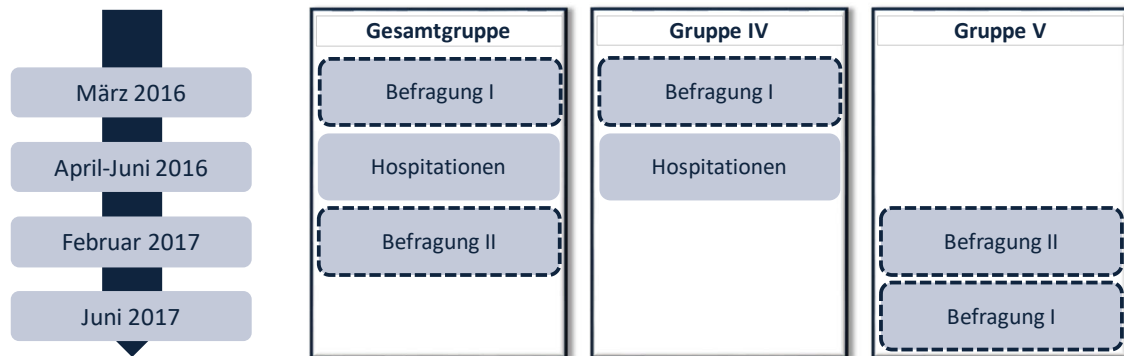 Gesamtgruppe
Gruppe IV
Gruppe V
März 2016
Befragung I
Befragung I
April-Juni 2016
Hospitationen
Hospitationen
Februar 2017
Befragung II
Befragung II
Juni 2017
Befragung I